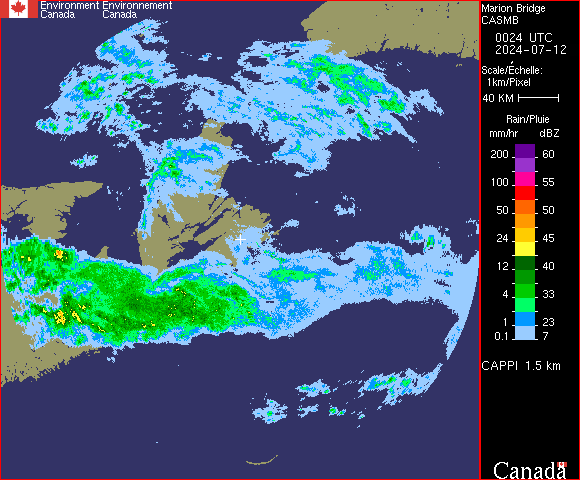 Environment Environnement
Canada Canada
Marion Bridge
CASMB
0024 UTC
2024-07-12
Scale/Échelle:
1km/Pixel
40 KM
Rain/Pluie
mm/hr dBZ
200 60
100 55
50 50
24 45
12 40
4 33
1 23
0.1 7
CAPPI 1.5 km
Canada